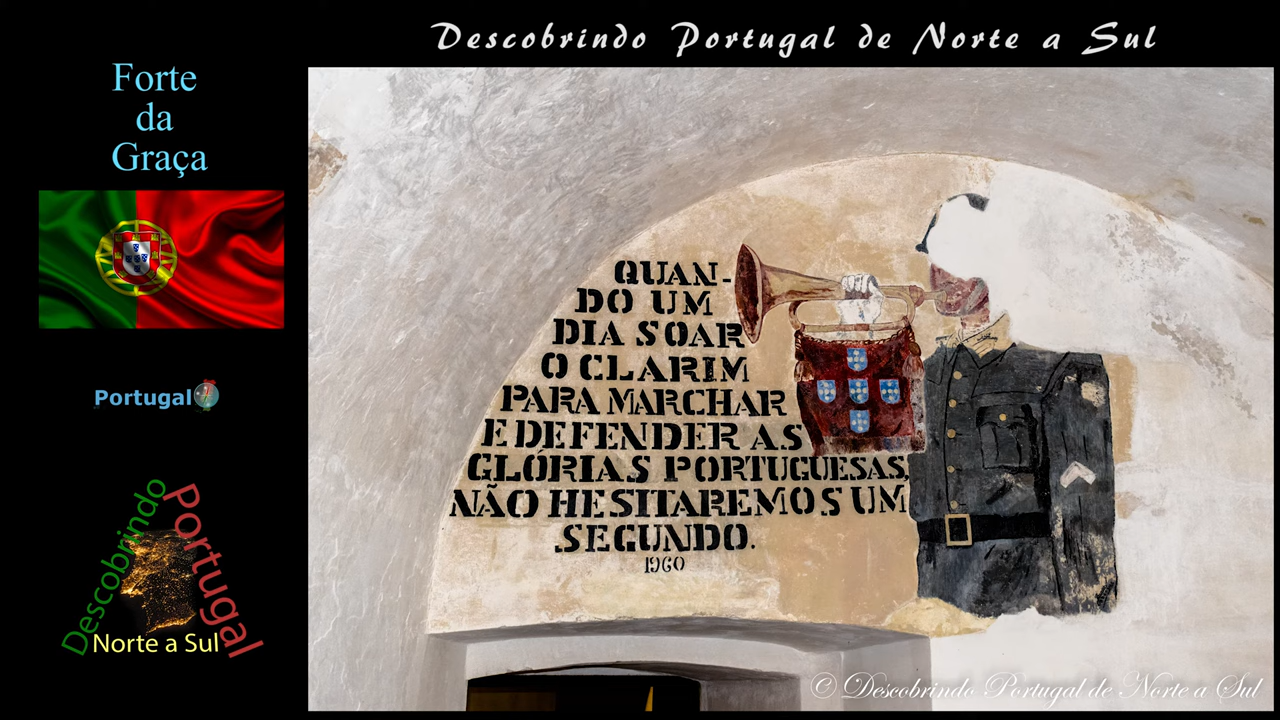 Descobrindo Portugal de Norte a Sul
Forte
da
Graça
Portugal
Descobrindo
Portugal
Norte a Sul
QUAN-
DO UM
DIA SOAR
O CLARIM
PARA MARCHAR
E DEFENDER AS
GLÓRIAS PORTUGUESAS,
NÃO HESITAREMOS UM
SEGUNDO.
1960
© Descobrindo Portugal de Norte a Sul